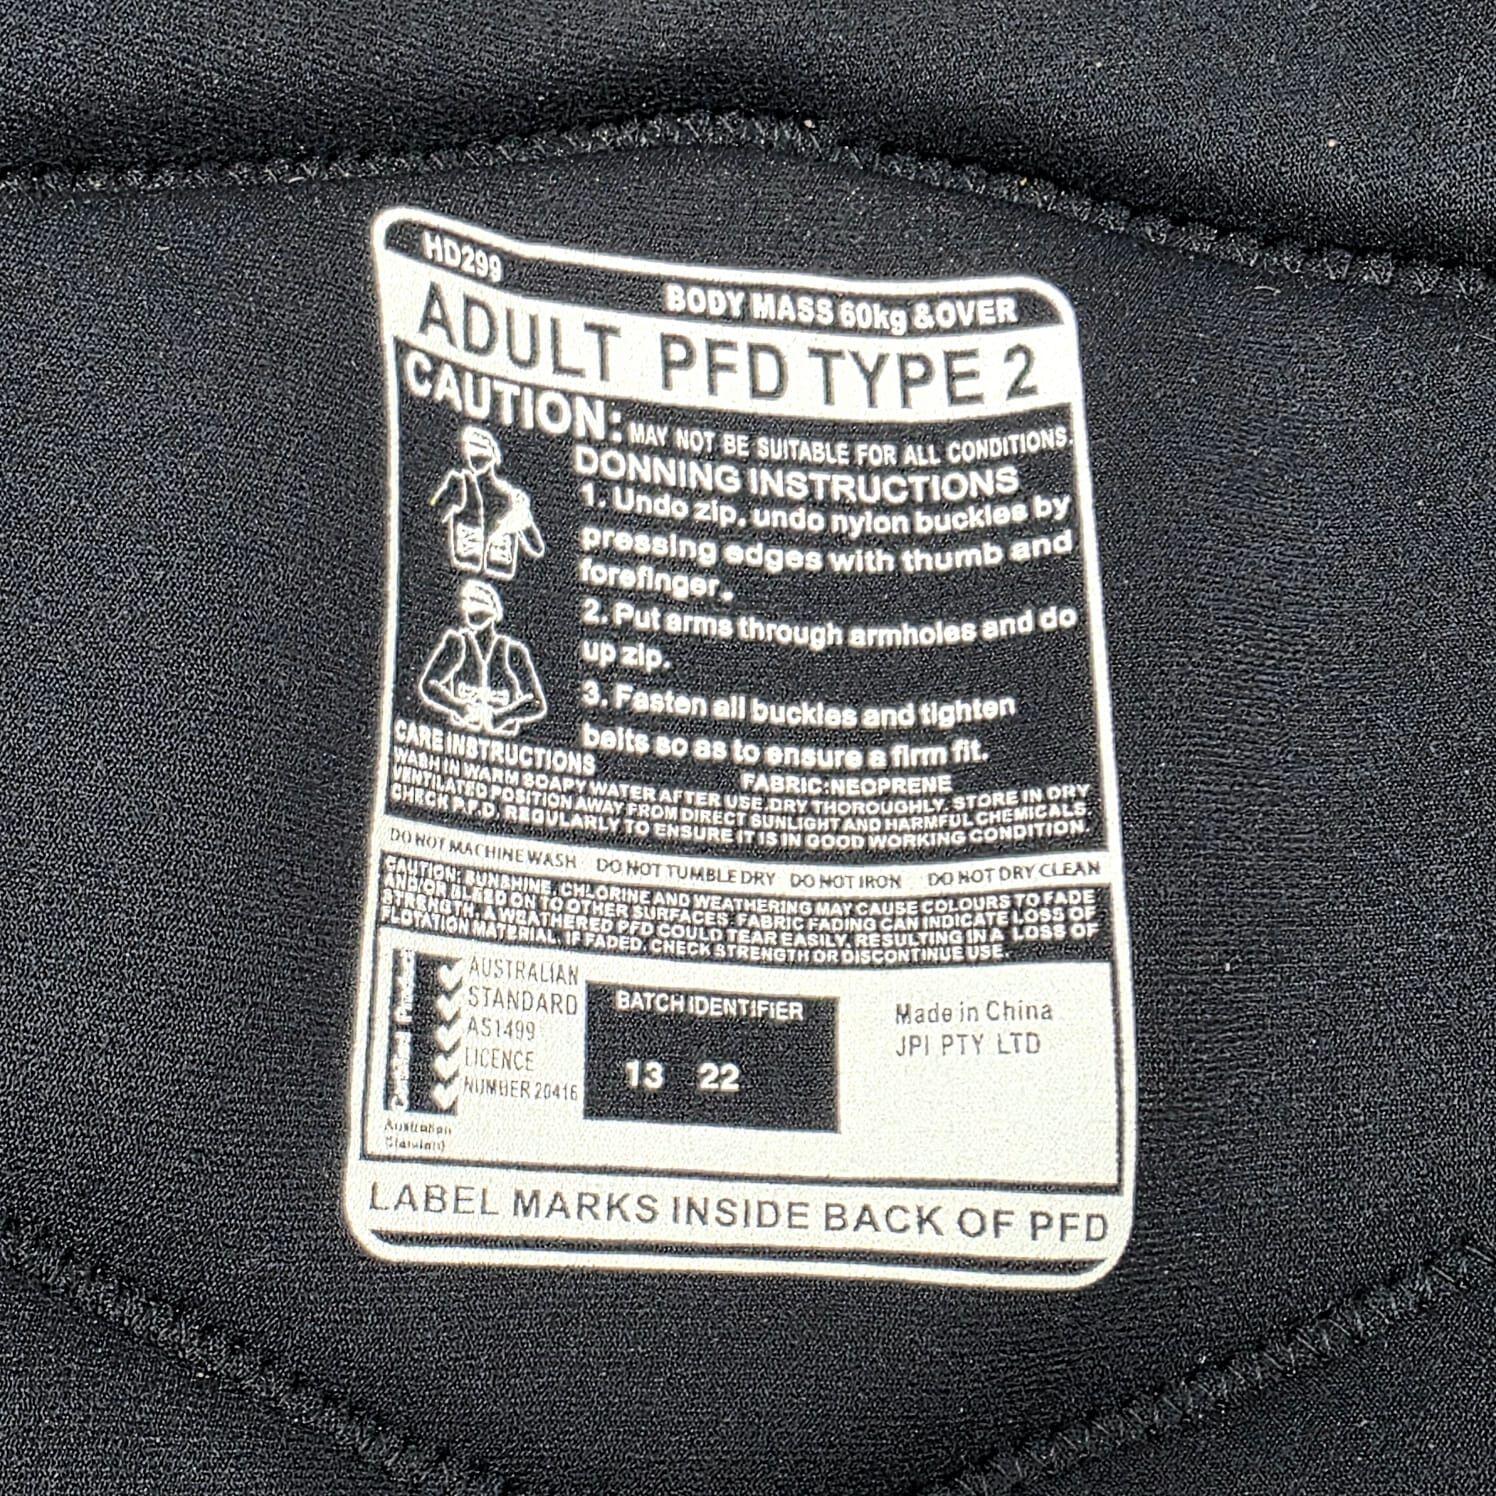 HD299
BODY MASS 60kg &OVER
ADULT PFD TYPE 2
CAUTION: MAY NOT BE SUITABLE FOR ALL CONDITIONS.
DONNING INSTRUCTIONS
1. Undo zip, undo nylon buckles by
pressing edges with thumb and
forefinger.
2. Put arms through armholes and do
up zip.
3. Fasten all buckles and tighten
belts so as to ensure a firm fit.
CARE INSTRUCTIONS
FABRIC:NEOPRENE
WASH IN WARM SOAPY WATER AFTER USE.DRY THOROUGHLY. STORE IN DRY
VENTILATED POSITION AWAY FROM DIRECT SUNLIGHT AND HARMFUL CHEMICALS.
CHECK P.F.D. REGULARLY TO ENSURE IT IS IN GOOD WORKING CONDITION.
DO NOT MACHINE WASH DO NOT TUMBLE DRY DO NOT IRON DO NOT DRY CLEAN
CAUTION: SUNSHINE, CHLORINE AND WEATHERING MAY CAUSE COLOURS TO FADE
AND/OR BLEED ON TO OTHER SURFACES. FABRIC FADING CAN INDICATE LOSS OF
STRENGTH. A WEATHERED PFD COULD TEAR EASILY, RESULTING IN A LOSS OF
FLOTATION MATERIAL. IF FADED, CHECK STRENGTH OR DISCONTINUE USE.
AUSTRALIAN
STANDARD
AS1499
LICENCE
NUMBER 20416
Australian
Standard
BATCH IDENTIFIER
13 22
Made in China
JPI PTY LTD
LABEL MARKS INSIDE BACK OF PFD